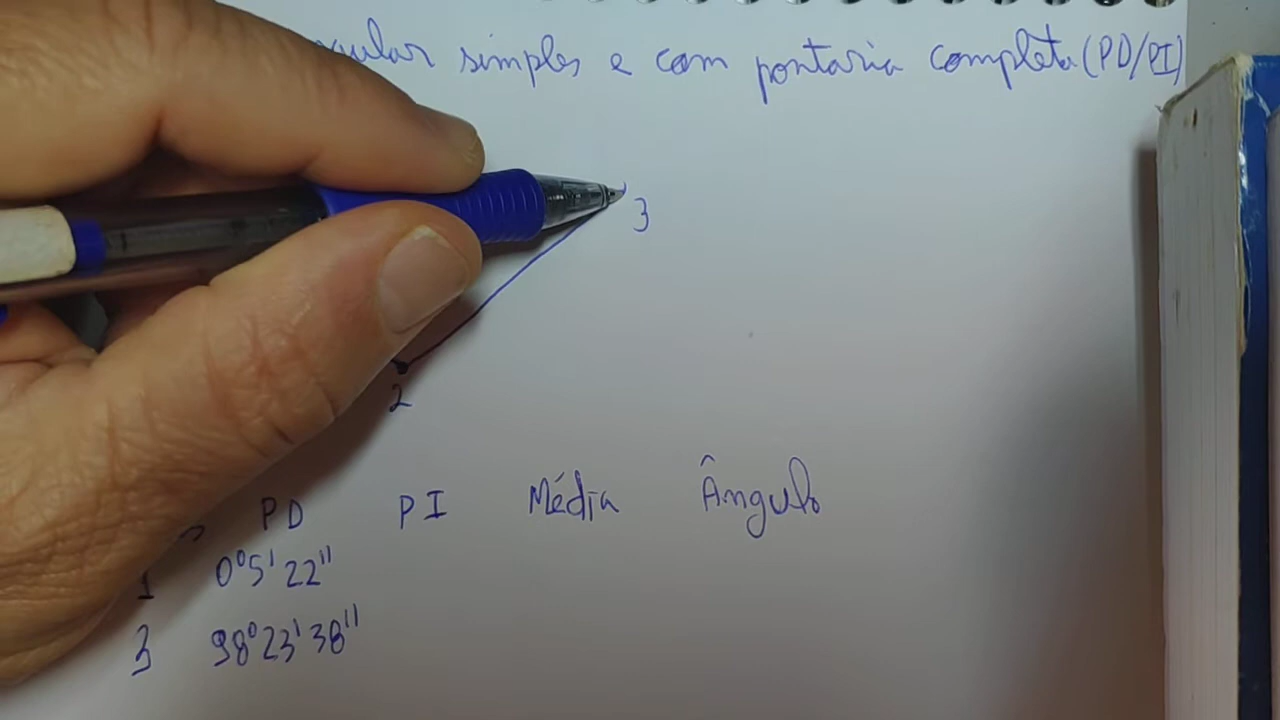 simples e com pontaria completa (PD/PI)
3
2
PD PI Média Ângulo
1 0°5'22"
3 98°23'38"